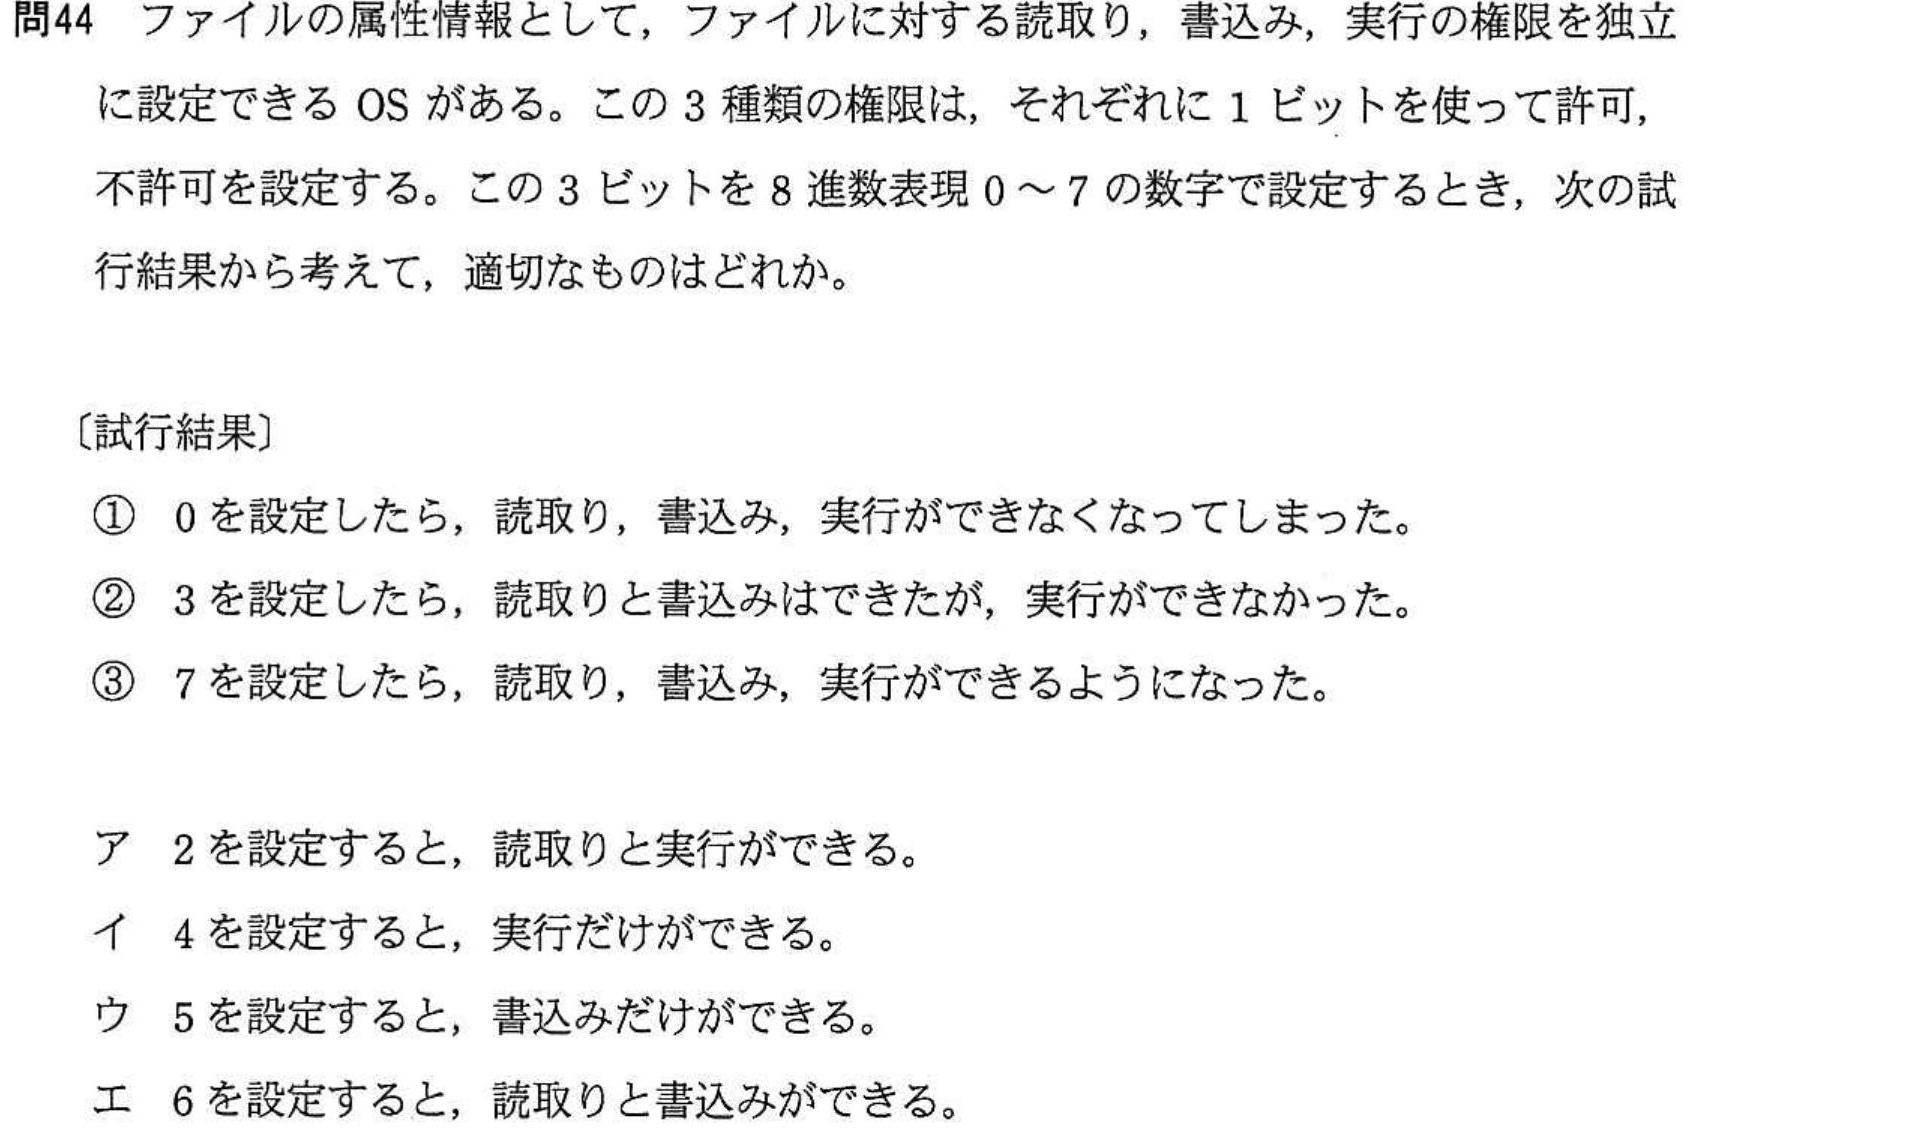 問44 ファイルの属性情報として，ファイルに対する読取り，書込み，実行の権限を独立
に設定できる OS がある。この 3 種類の権限は，それぞれに 1 ビットを使って許可，
不許可を設定する。この 3 ビットを 8 進数表現 0 ～ 7 の数字で設定するとき，次の試
行結果から考えて，適切なものはどれか。
〔試行結果〕
① 0 を設定したら，読取り，書込み，実行ができなくなってしまった。
② 3 を設定したら，読取りと書込みはできたが，実行ができなかった。
③ 7 を設定したら，読取り，書込み，実行ができるようになった。
ア 2 を設定すると，読取りと実行ができる。
イ 4 を設定すると，実行だけができる。
ウ 5 を設定すると，書込みだけができる。
エ 6 を設定すると，読取りと書込みができる。